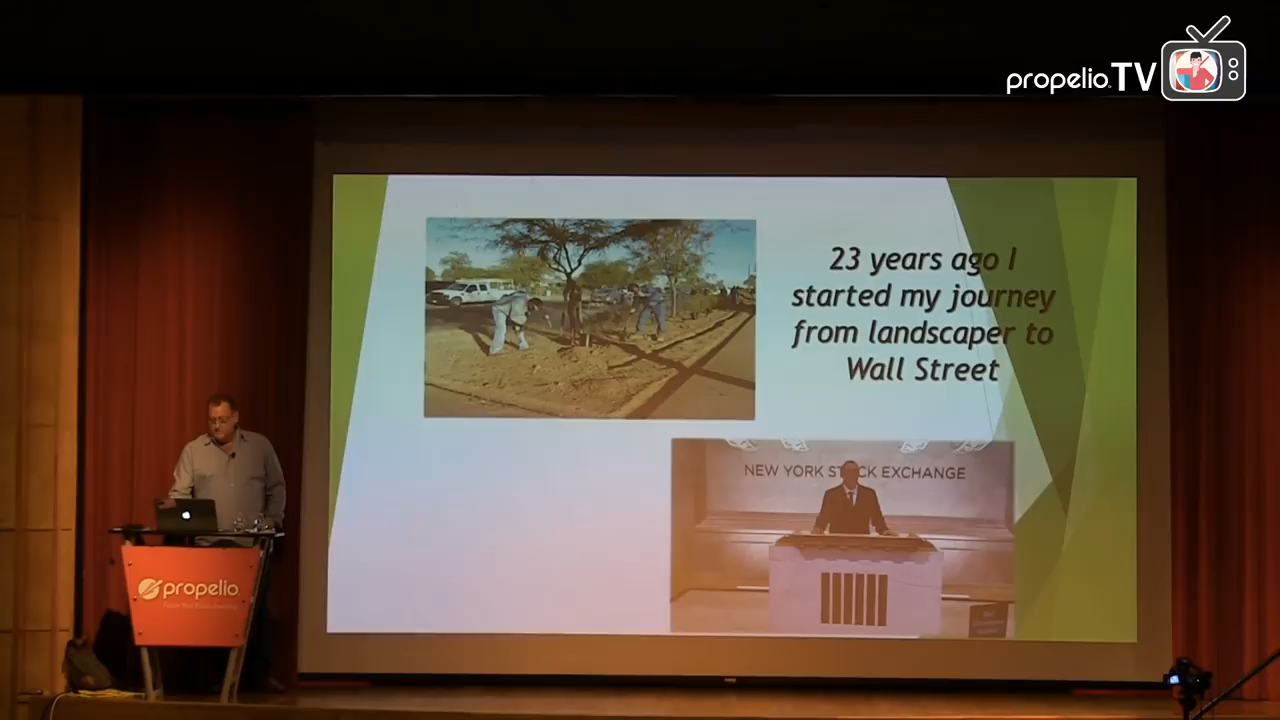 propelio TV
23 years ago I
started my journey
from landscaper to
Wall Street
NEW YORK STOCK EXCHANGE
propelio